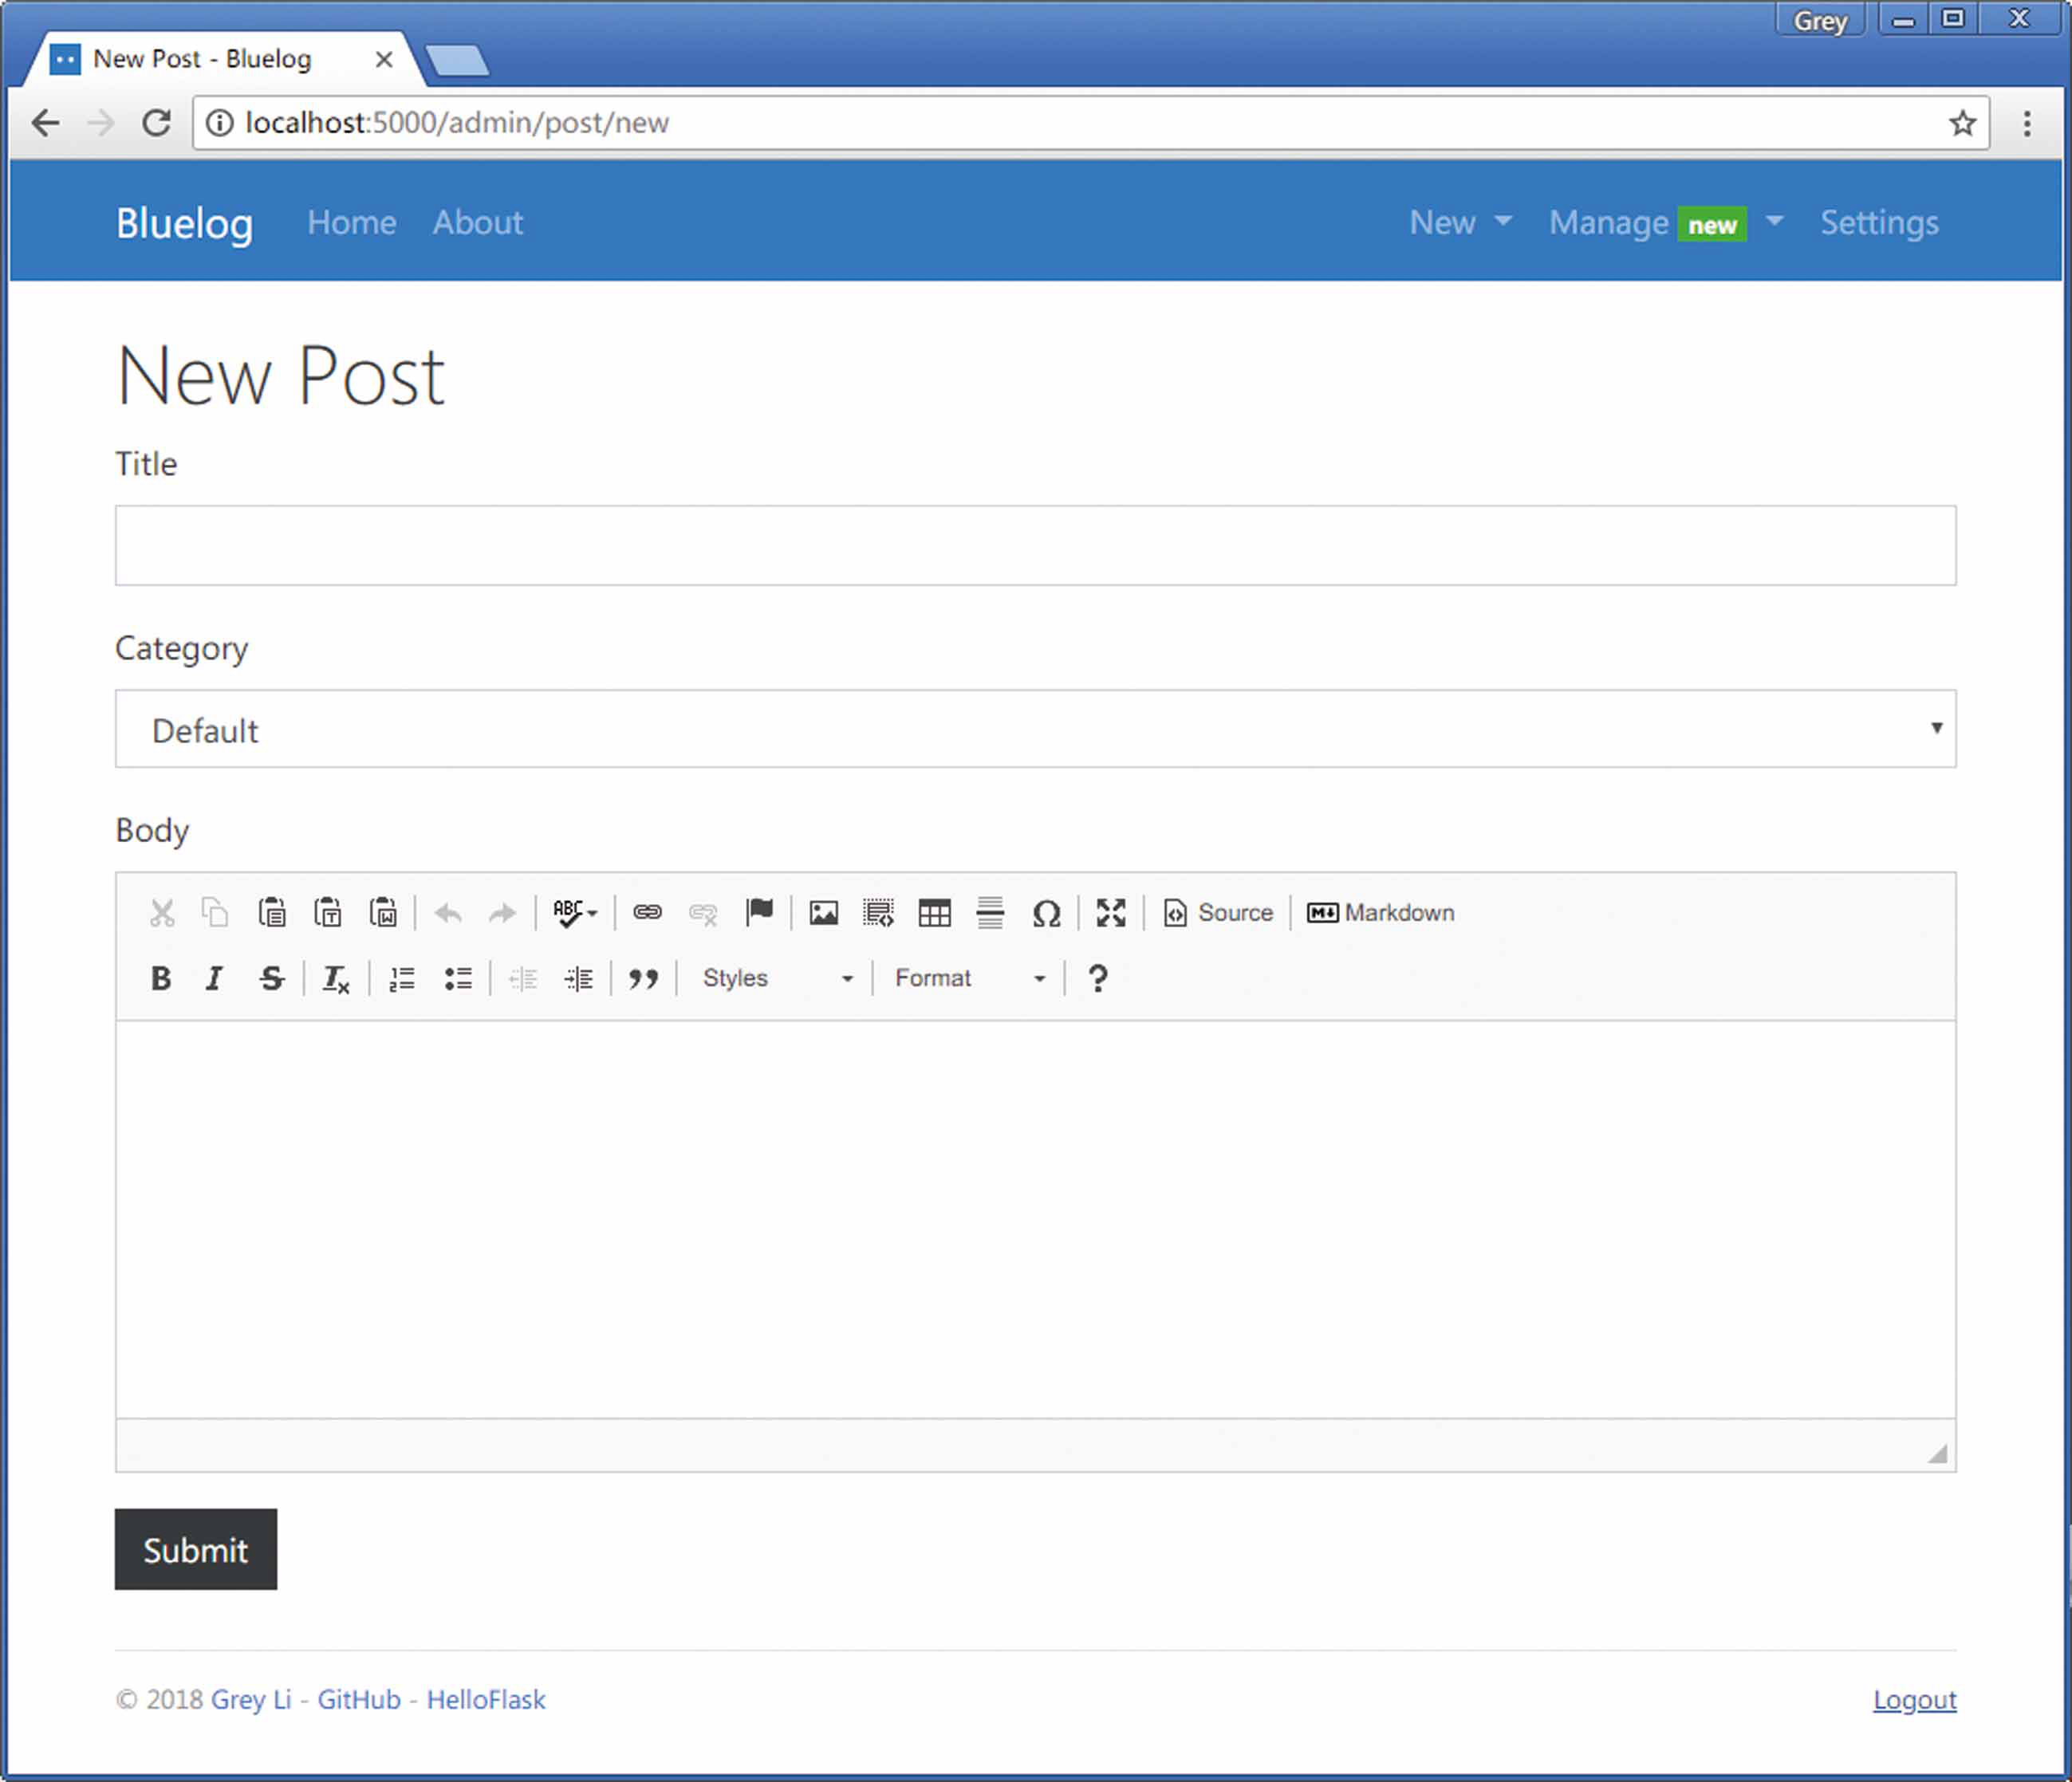 Grey
New Post - Bluelog
localhost:5000/admin/post/new
Bluelog Home About New Manage new Settings
New Post
Title
Category
Default
Body
ABC Source Markdown
B I S Styles Format ?
Submit
© 2018 Grey Li - GitHub - HelloFlask Logout